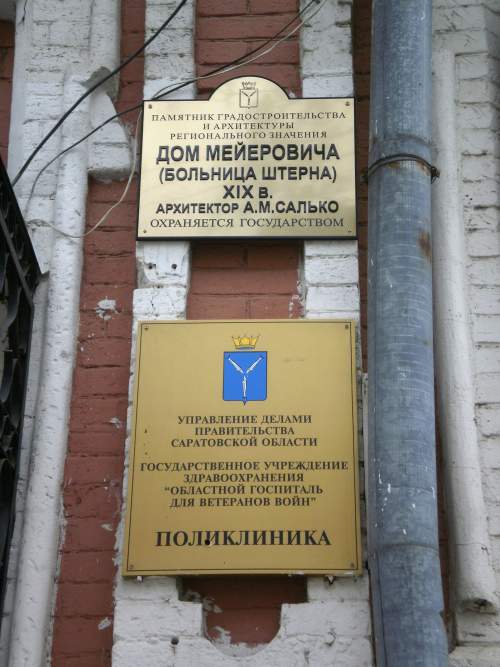 ПАМЯТНИК ГРАДОСТРОИТЕЛЬСТВА
И АРХИТЕКТУРЫ
РЕГИОНАЛЬНОГО ЗНАЧЕНИЯ
ДОМ МЕЙЕРОВИЧА
(БОЛЬНИЦА ШТЕРНА)
XIX в.
АРХИТЕКТОР А.М.САЛЬКО
ОХРАНЯЕТСЯ ГОСУДАРСТВОМ
УПРАВЛЕНИЕ ДЕЛАМИ
ПРАВИТЕЛЬСТВА
САРАТОВСКОЙ ОБЛАСТИ
ГОСУДАРСТВЕННОЕ УЧРЕЖДЕНИЕ
ЗДРАВООХРАНЕНИЯ
"ОБЛАСТНОЙ ГОСПИТАЛЬ
ДЛЯ ВЕТЕРАНОВ ВОЙН"
ПОЛИКЛИНИКА